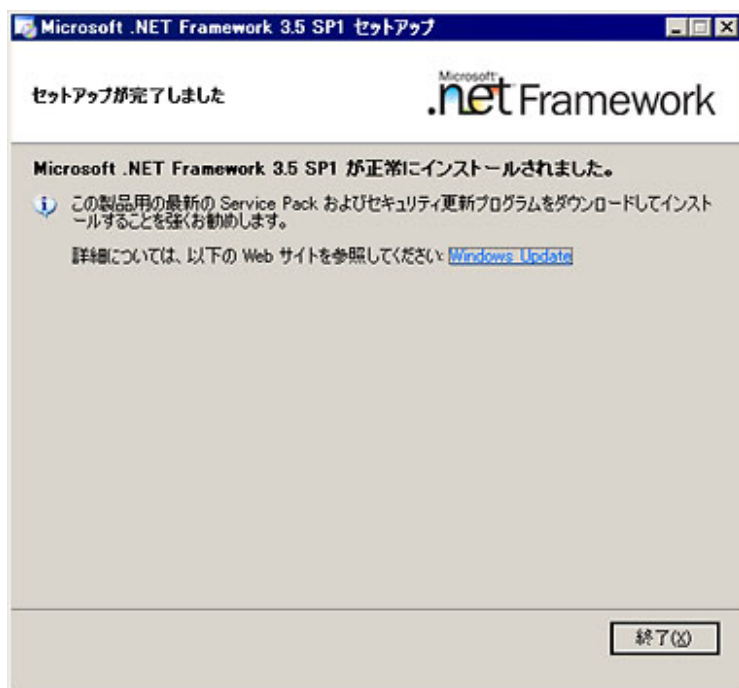 Microsoft .NET Framework 3.5 SP1 セットアップ
セットアップが完了しました
Microsoft
.net Framework
Microsoft .NET Framework 3.5 SP1 が正常にインストールされました。
この製品用の最新の Service Pack およびセキュリティ更新プログラムをダウンロードしてインスト
ールすることを強くお勧めします。
詳細については、以下の Web サイトを参照してください: Windows Update
終了(X)